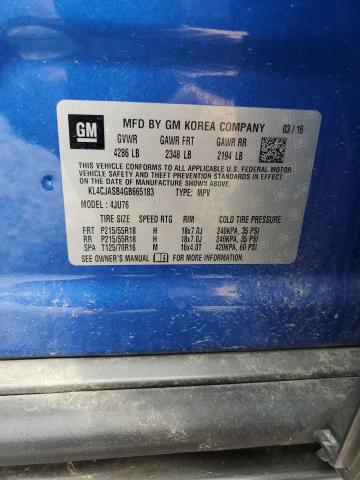 GM MFD BY GM KOREA COMPANY 03/16
GVWR GAWR FRT GAWR RR
4286 LB 2348 LB 2194 LB
THIS VEHICLE CONFORMS TO ALL APPLICABLE U.S. FEDERAL MOTOR
VEHICLE SAFETY AND THEFT PREVENTION STANDARDS IN EFFECT
ON THE DATE OF MANUFACTURE SHOWN ABOVE.
KL4CJASB4GB665183 TYPE: MPV
MODEL: 4JU76
TIRE SIZE SPEED RTG RIM COLD TIRE PRESSURE
FRT P215/55R18 H 18x7.0J 240KPA, 35 PSI
RR P215/55R18 H 18x7.0J 240KPA, 35 PSI
SPA T125/70R16 M 16x4.0T 420KPA, 60 PSI
SEE OWNER'S MANUAL FOR MORE INFORMATION.